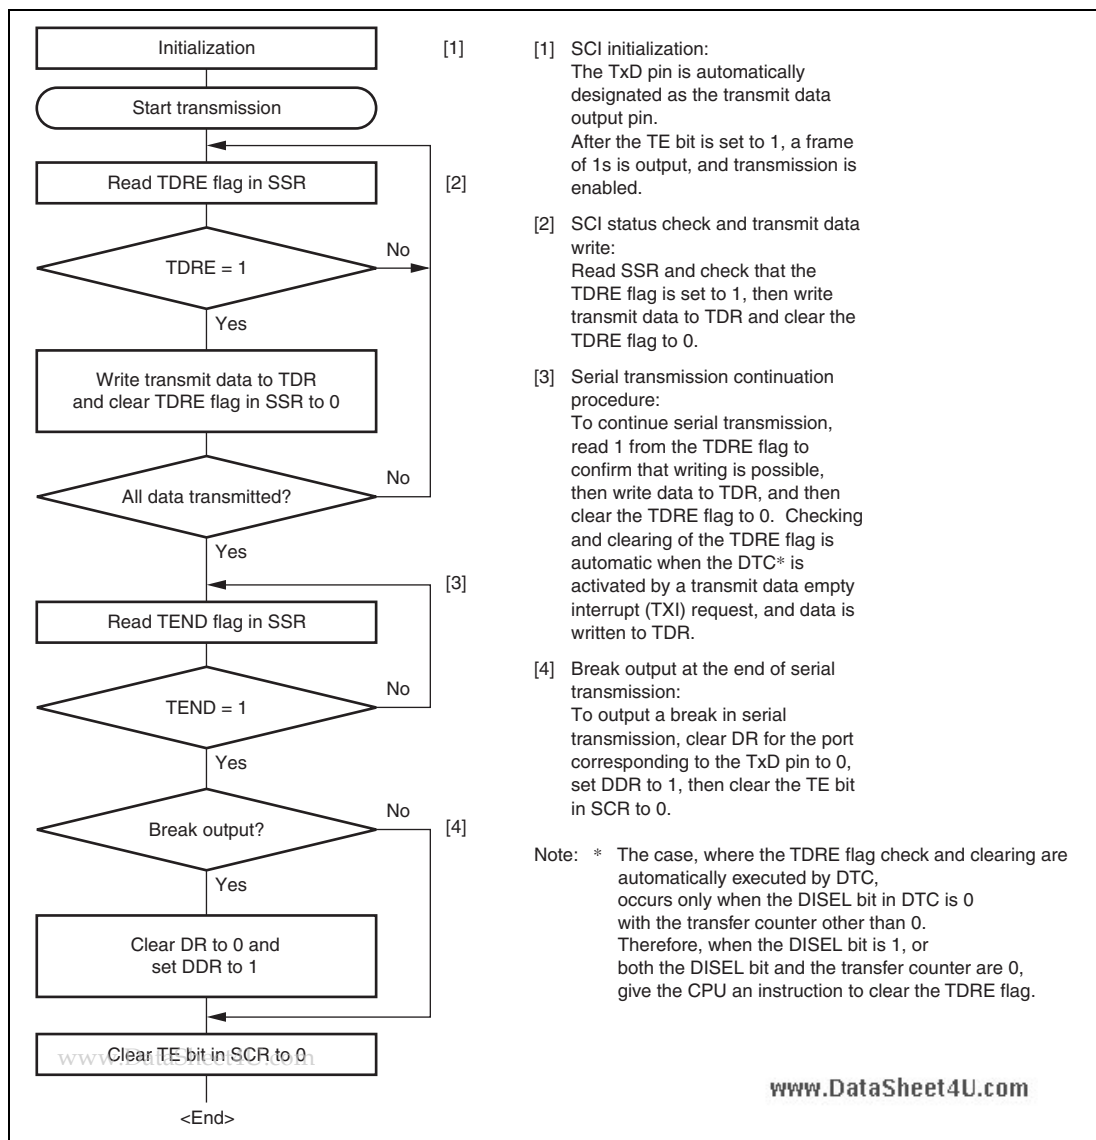 Initialization
[1]
Start transmission
Read TDRE flag in SSR
[2]
TDRE = 1
No
Yes
Write transmit data to TDR
and clear TDRE flag in SSR to 0
All data transmitted?
No
Yes
[3]
Read TEND flag in SSR
TEND = 1
No
Yes
Break output?
No
[4]
Yes
Clear DR to 0 and
set DDR to 1
Clear TE bit in SCR to 0
www.DataSheet4U.com
<End>
[1] SCI initialization:
The TxD pin is automatically
designated as the transmit data
output pin.
After the TE bit is set to 1, a frame
of 1s is output, and transmission is
enabled.
[2] SCI status check and transmit data
write:
Read SSR and check that the
TDRE flag is set to 1, then write
transmit data to TDR and clear the
TDRE flag to 0.
[3] Serial transmission continuation
procedure:
To continue serial transmission,
read 1 from the TDRE flag to
confirm that writing is possible,
then write data to TDR, and then
clear the TDRE flag to 0. Checking
and clearing of the TDRE flag is
automatic when the DTC* is
activated by a transmit data empty
interrupt (TXI) request, and data is
written to TDR.
[4] Break output at the end of serial
transmission:
To output a break in serial
transmission, clear DR for the port
corresponding to the TxD pin to 0,
set DDR to 1, then clear the TE bit
in SCR to 0.
Note: * The case, where the TDRE flag check and clearing are
automatically executed by DTC,
occurs only when the DISEL bit in DTC is 0
with the transfer counter other than 0.
Therefore, when the DISEL bit is 1, or
both the DISEL bit and the transfer counter are 0,
give the CPU an instruction to clear the TDRE flag.
www.DataSheet4U.com